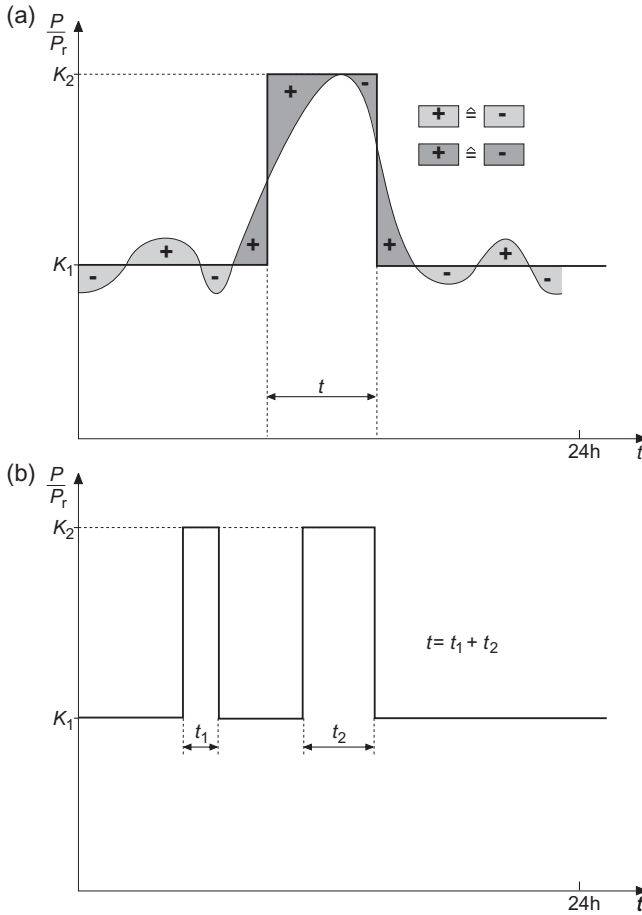 (a)
P
Pr
K2
+
-
+ ≙ -
+ ≙ -
+
+
+
+
K1
-
-
-
-
t
24h
t
(b)
P
Pr
K2
t = t1 + t2
K1
t1
t2
24h
t